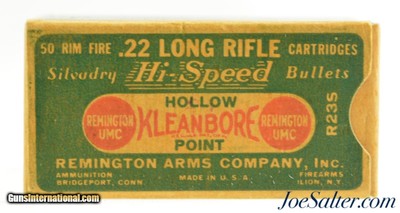 50 RIM FIRE .22 LONG RIFLE CARTRIDGES
Silvadry Hi-Speed Bullets
HOLLOW
REMINGTON UMC KLEANBORE REMINGTON UMC
POINT
R23S
REMINGTON ARMS COMPANY, Inc.
AMMUNITION MADE IN U.S.A. FIREARMS
BRIDGEPORT, CONN. ILION, N.Y.
GunsInternational.com
JoeSalter.com